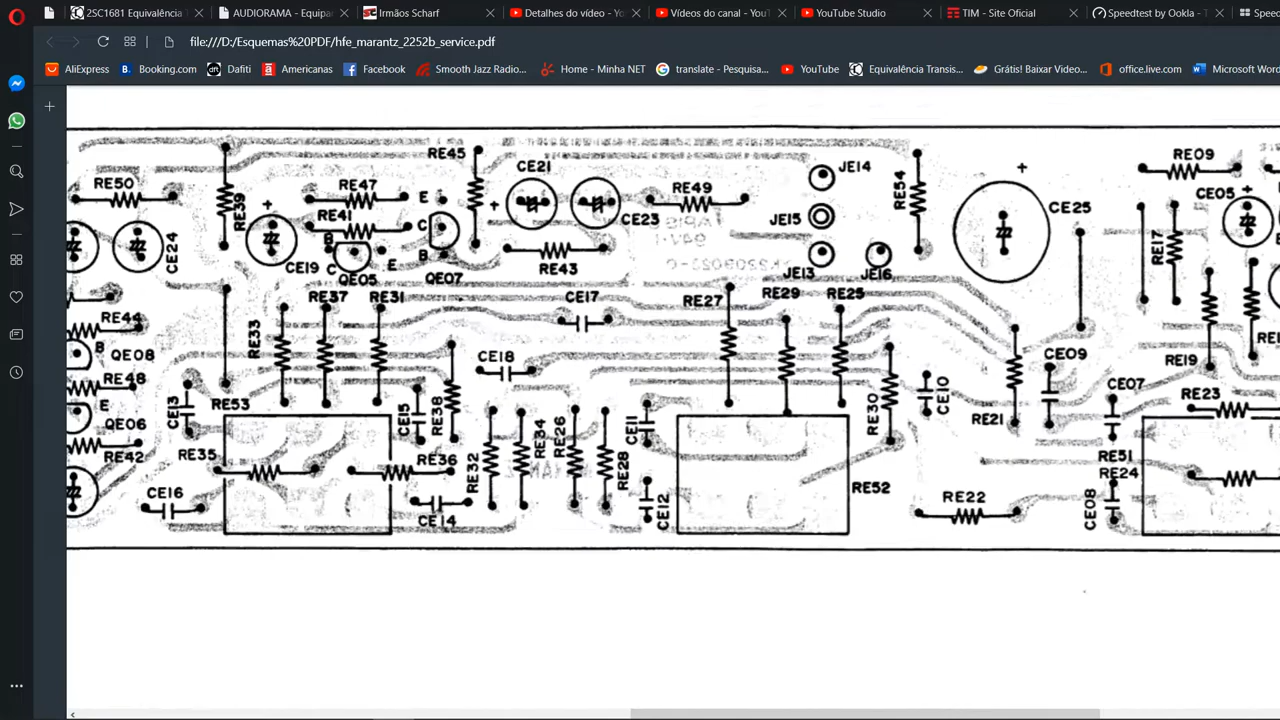 2SC1681 Equivalên
AUDIORAMA - Equipa
Irmãos Scharf
Detalhes do vídeo - Yo
Vídeos do canal - YouT
YouTube Studio
TIM - Site Oficial
Speedtest by Ookla - T
Spee
file:///D:/Esquemas%20PDF/hfe_marantz_2252b_service.pdf
AliExpress
Booking.com
Dafiti
Americanas
Facebook
Smooth Jazz Radio...
Home - Minha NET
translate - Pesquisa...
YouTube
Equivalência Transis...
Grátis! Baixar Video...
office.live.com
Microsoft Word
RE45
CE21
JE14
RE09
RE50
RE47
E
RE49
RE54
CE05
RE39
RE41
C
CE23
JE15
CE25
CE24
B
B
RE17
CE19
C
QE05
E
QE07
RE43
JE13
JE16
RE37
RE31
CE17
RE27
RE29
RE25
RE44
RE33
B
QE08
CE18
CE09
RE19
RE48
CE07
CE13
RE53
CE15
RE38
CE10
RE23
E
QE06
RE34
RE26
CE11
RE30
RE21
RE42
RE35
RE36
RE32
RE28
RE51
RE24
RE52
CE16
CE14
CE12
RE22
CE08